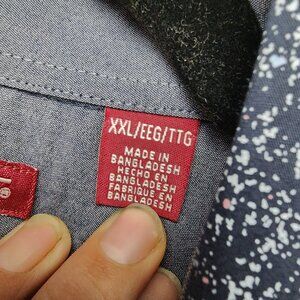 XXL/EEG/TTG
MADE IN
BANGLADESH
HECHO EN
BANGLADESH
FABRIQUÉ EN
BANGLADESH